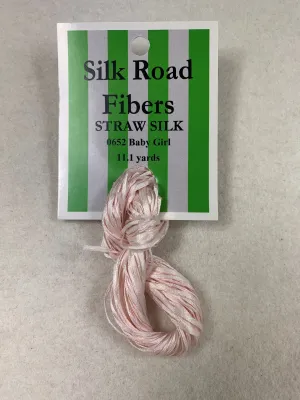 Silk Road
Fibers
STRAW SILK
0652 Baby Girl
11.1 yards